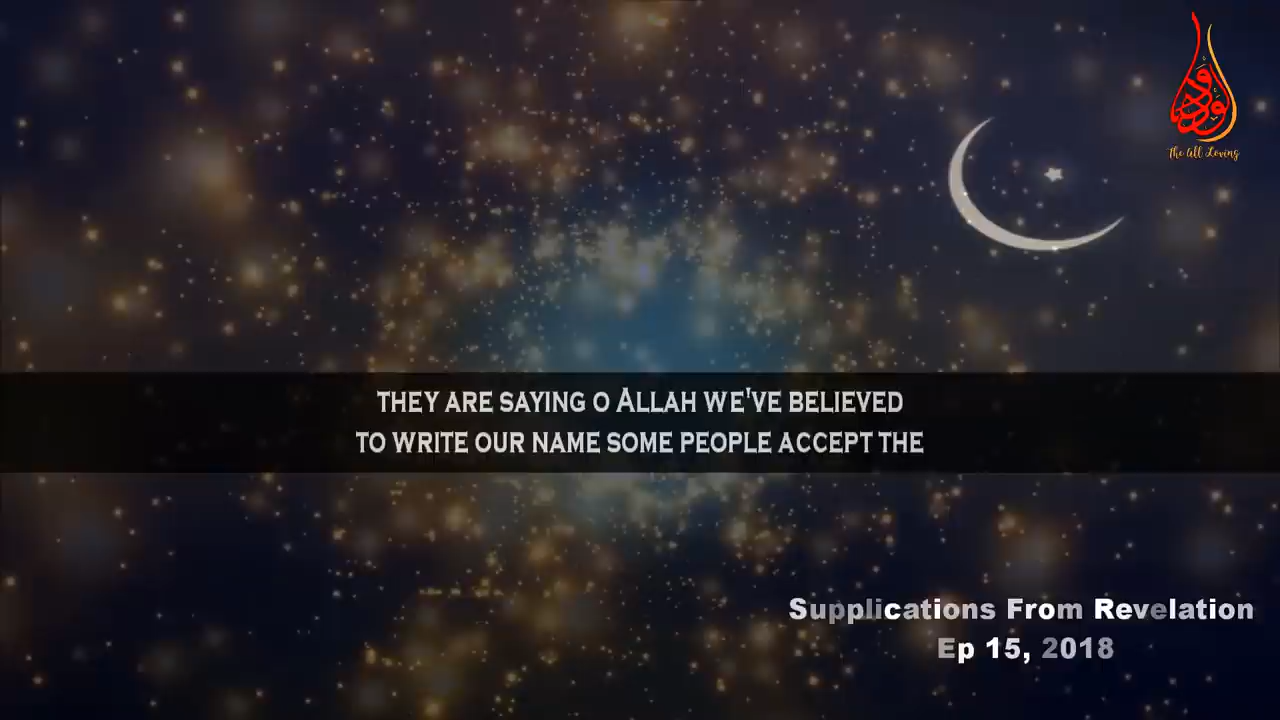 الودود
The All Loving
THEY ARE SAYING O ALLAH WE'VE BELIEVED
TO WRITE OUR NAME SOME PEOPLE ACCEPT THE
Supplications From Revelation
Ep 15, 2018